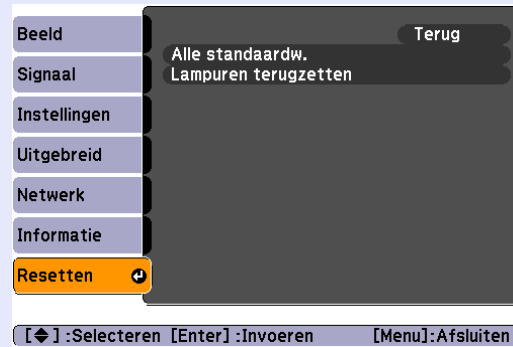 Beeld
Signaal
Instellingen
Uitgebreid
Netwerk
Informatie
Resetten
Terug
Alle standaardw.
Lampuren terugzetten
[◆] :Selecteren [Enter] :Invoeren [Menu]:Afsluiten